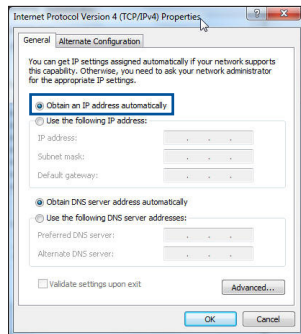 Internet Protocol Version 4 (TCP/IPv4) Properties
General
Alternate Configuration
You can get IP settings assigned automatically if your network supports
this capability. Otherwise, you need to ask your network administrator
for the appropriate IP settings.
Obtain an IP address automatically
Use the following IP address:
IP address:
Subnet mask:
Default gateway:
Obtain DNS server address automatically
Use the following DNS server addresses:
Preferred DNS server:
Alternate DNS server:
Validate settings upon exit
Advanced...
OK
Cancel